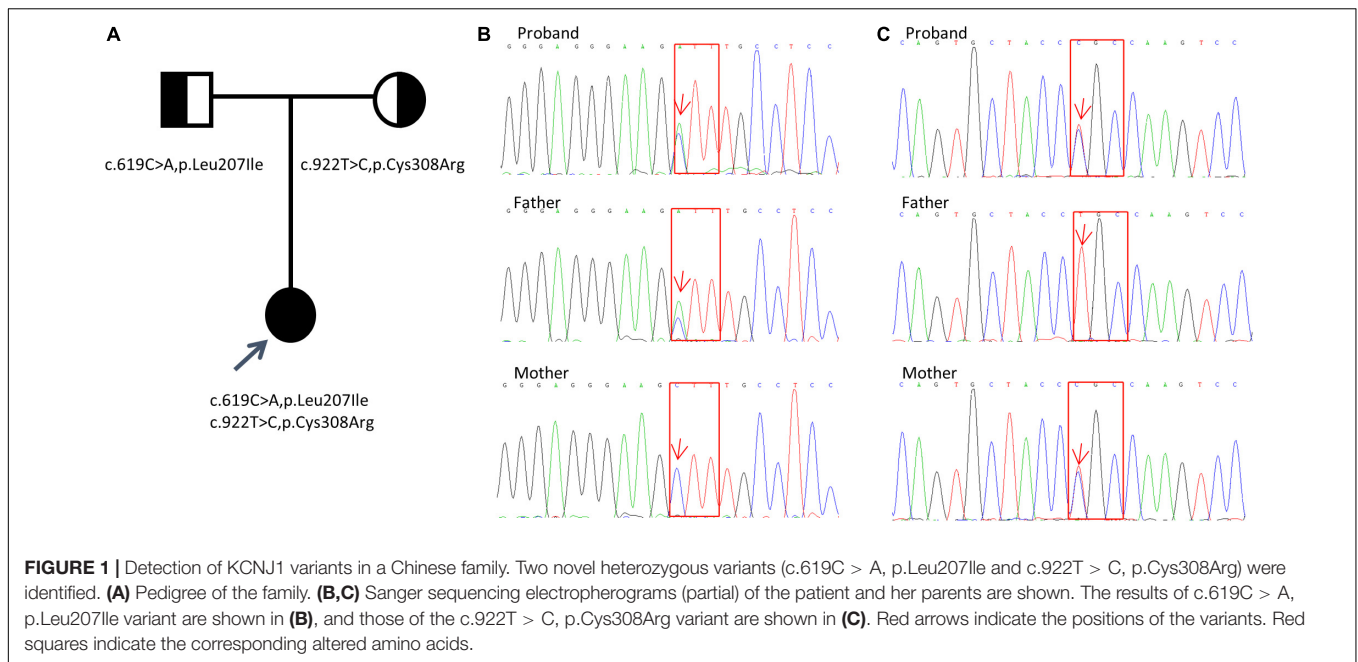 A
c.619C>A,p.Leu207Ile
c.922T>C,p.Cys308Arg
c.619C>A,p.Leu207Ile
c.922T>C,p.Cys308Arg
B
Proband
G G G A G G G A A G A T T T G C C T C C
Father
G G G A G G G A A G A T T T G C C T C C
Mother
G G G A G G G A A G C T T T G C C T C C
C
Proband
C A G T G C T A C C C G C C A A G T C C
Father
C A G T G C T A C C T G C C A A G T C C
Mother
C A G T G C T A C C C G C C A A G T C C
FIGURE 1 | Detection of KCNJ1 variants in a Chinese family. Two novel heterozygous variants (c.619C > A, p.Leu207Ile and c.922T > C, p.Cys308Arg) were
identified. (A) Pedigree of the family. (B,C) Sanger sequencing electropherograms (partial) of the patient and her parents are shown. The results of c.619C > A,
p.Leu207Ile variant are shown in (B), and those of the c.922T > C, p.Cys308Arg variant are shown in (C). Red arrows indicate the positions of the variants. Red
squares indicate the corresponding altered amino acids.